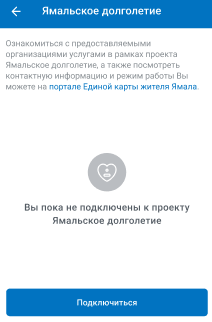 Ямальское долголетие
Ознакомиться с предоставляемыми
организациями услугами в рамках проекта
Ямальское долголетие, а также посмотреть
контактную информацию и режим работы Вы
можете на портале Единой карты жителя Ямала.
Вы пока не подключены к проекту
Ямальское долголетие
Подключиться